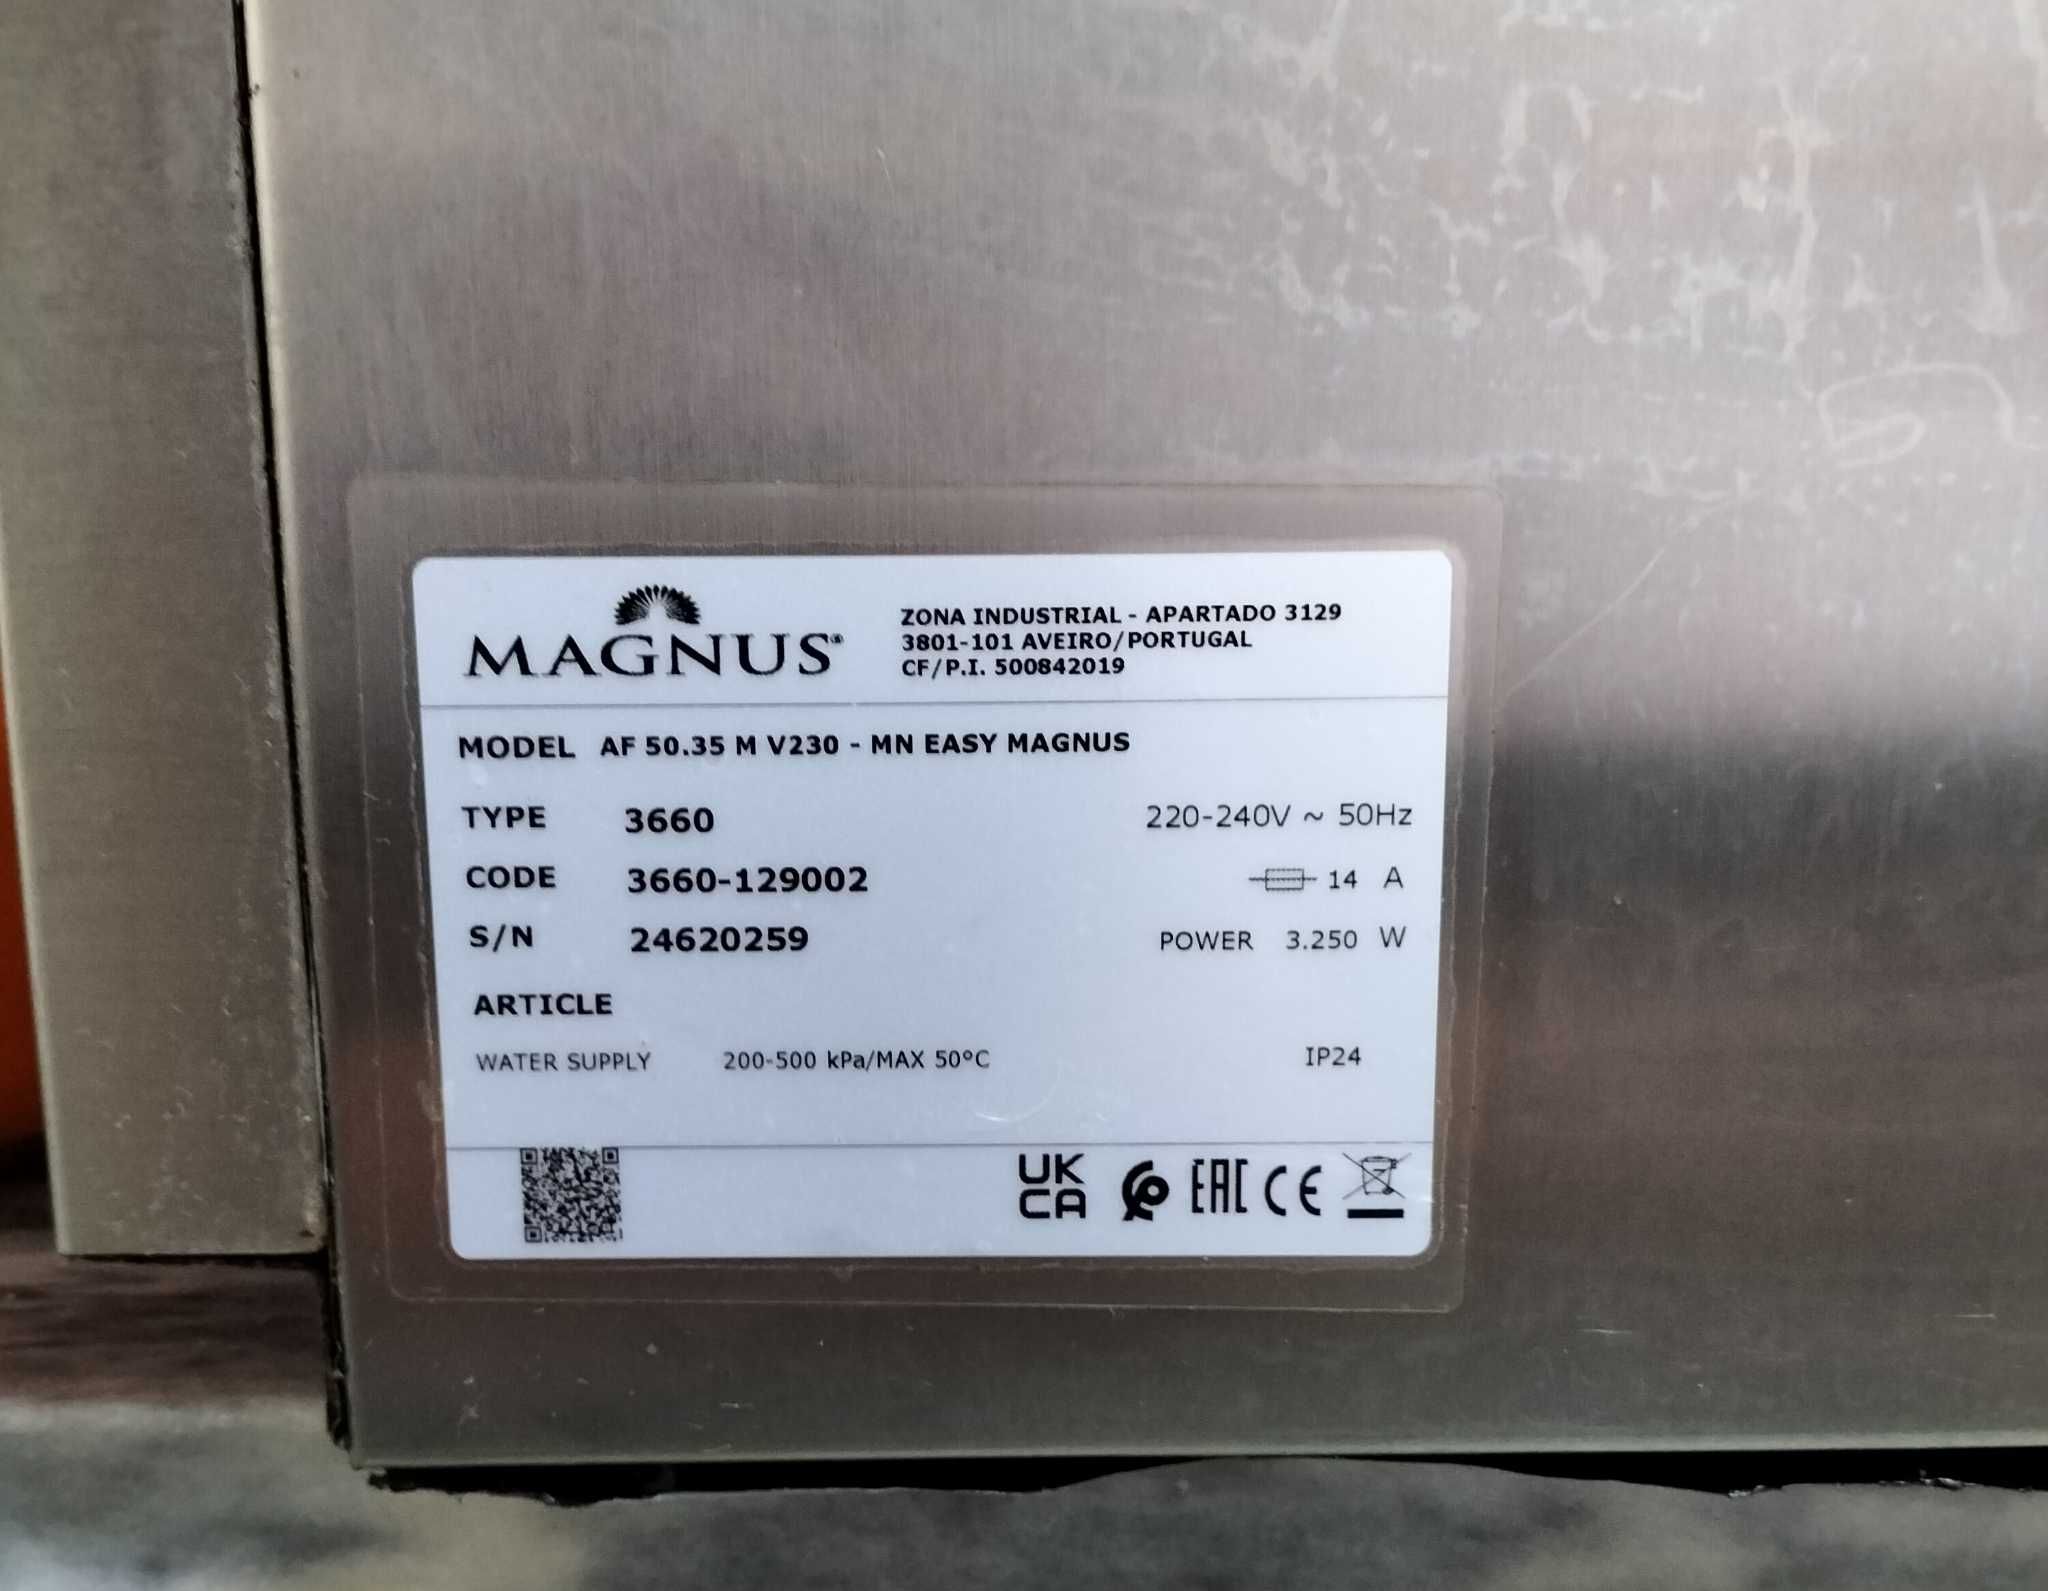 MAGNUS®
ZONA INDUSTRIAL - APARTADO 3129
3801-101 AVEIRO/PORTUGAL
CF/P.I. 500842019
MODEL AF 50.35 M V230 - MN EASY MAGNUS
TYPE 3660 220-240V ~ 50Hz
CODE 3660-129002 14 A
S/N 24620259 POWER 3.250 W
ARTICLE
WATER SUPPLY 200-500 kPa/MAX 50°C IP24
UK CA EAC CE